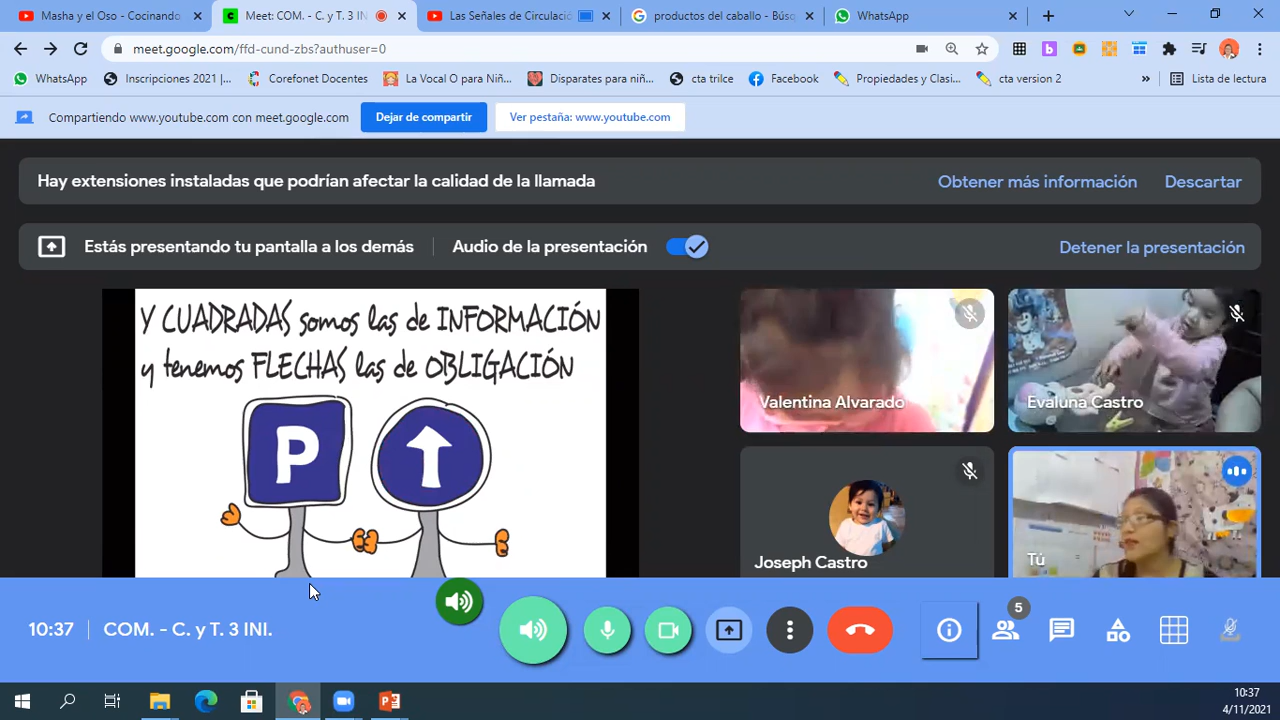 Masha y el Oso - Cocinando
Meet: COM. - C. y T. 3 IN
Las Señales de Circulaci
productos del caballo - Bús
WhatsApp
meet.google.com/ffd-cund-zbs?authuser=0
WhatsApp
Inscripciones 2021 |...
Corefonet Docentes
La Vocal O para Niñ...
Disparates para niñ...
cta trilce
Facebook
Propiedades y Clasi...
cta version 2
»
Lista de lectura
Compartiendo www.youtube.com con meet.google.com
Dejar de compartir
Ver pestaña: www.youtube.com
Hay extensiones instaladas que podrían afectar la calidad de la llamada
Obtener más información
Descartar
Estás presentando tu pantalla a los demás
Audio de la presentación
Detener la presentación
Y CUADRADAS somos las de INFORMACIÓN
y tenemos FLECHAS las de OBLIGACIÓN
P
Valentina Alvarado
Evaluna Castro
Joseph Castro
Tú
10:37
COM. - C. y T. 3 INI.
5
10:37
4/11/2021